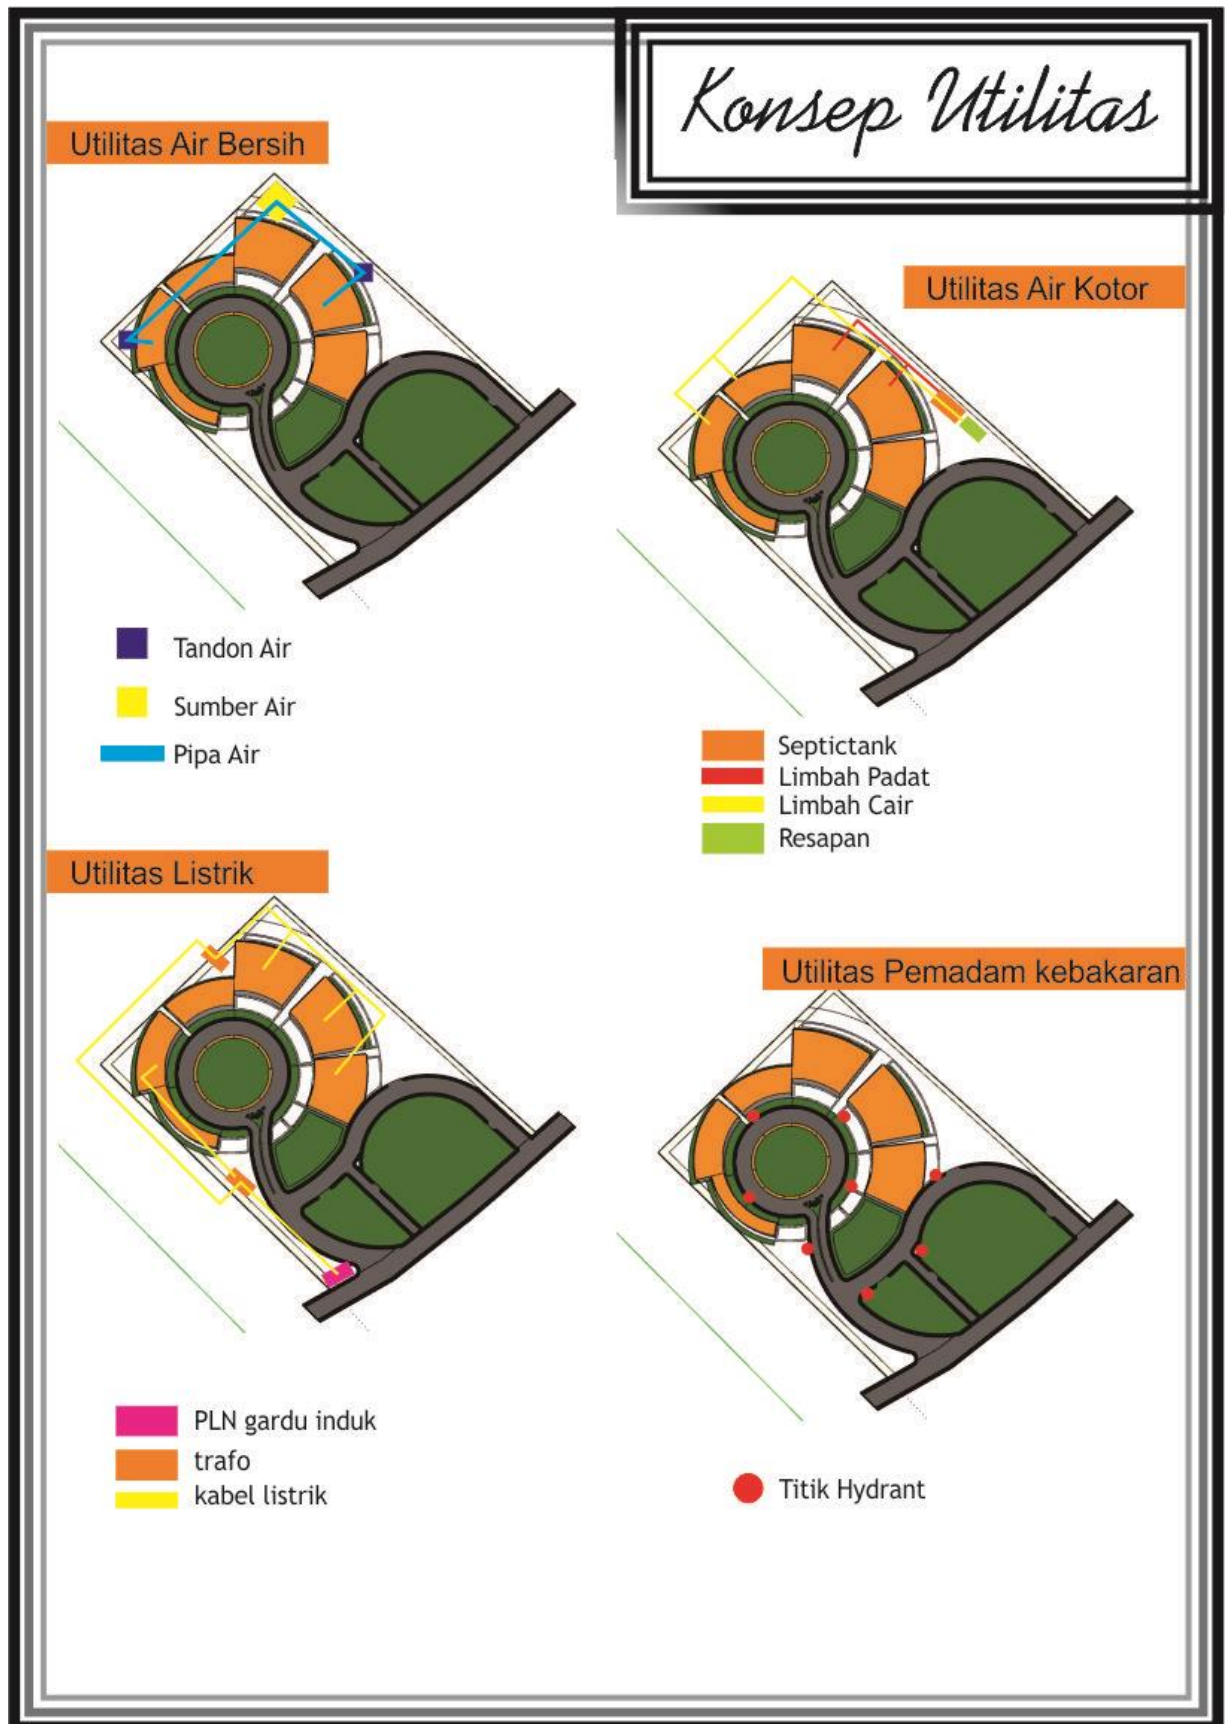 Konsep Utilitas
Utilitas Air Bersih
Tandon Air
Sumber Air
Pipa Air
Utilitas Air Kotor
Septictank
Limbah Padat
Limbah Cair
Resapan
Utilitas Listrik
PLN gardu induk
trafo
kabel listrik
Utilitas Pemadam kebakaran
Titik Hydrant